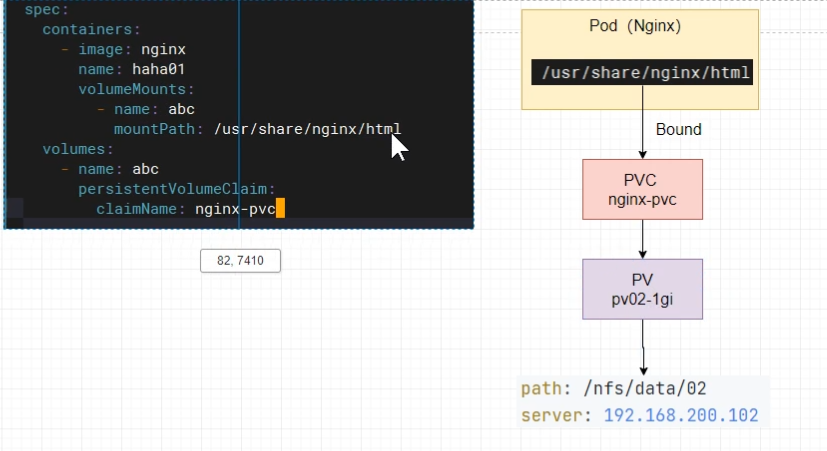 spec:
containers:
- image: nginx
name: haha01
volumeMounts:
- name: abc
mountPath: /usr/share/nginx/html
volumes:
- name: abc
persistentVolumeClaim:
claimName: nginx-pvc
82, 7410
Pod（Nginx）
/usr/share/nginx/html
Bound
PVC
nginx-pvc
PV
pv02-1gi
path: /nfs/data/02
server: 192.168.200.102